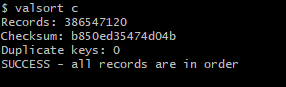 $ valsort c
Records: 386547120
Checksum: b850ed35474d04b
Duplicate keys: 0
SUCCESS - all records are in order